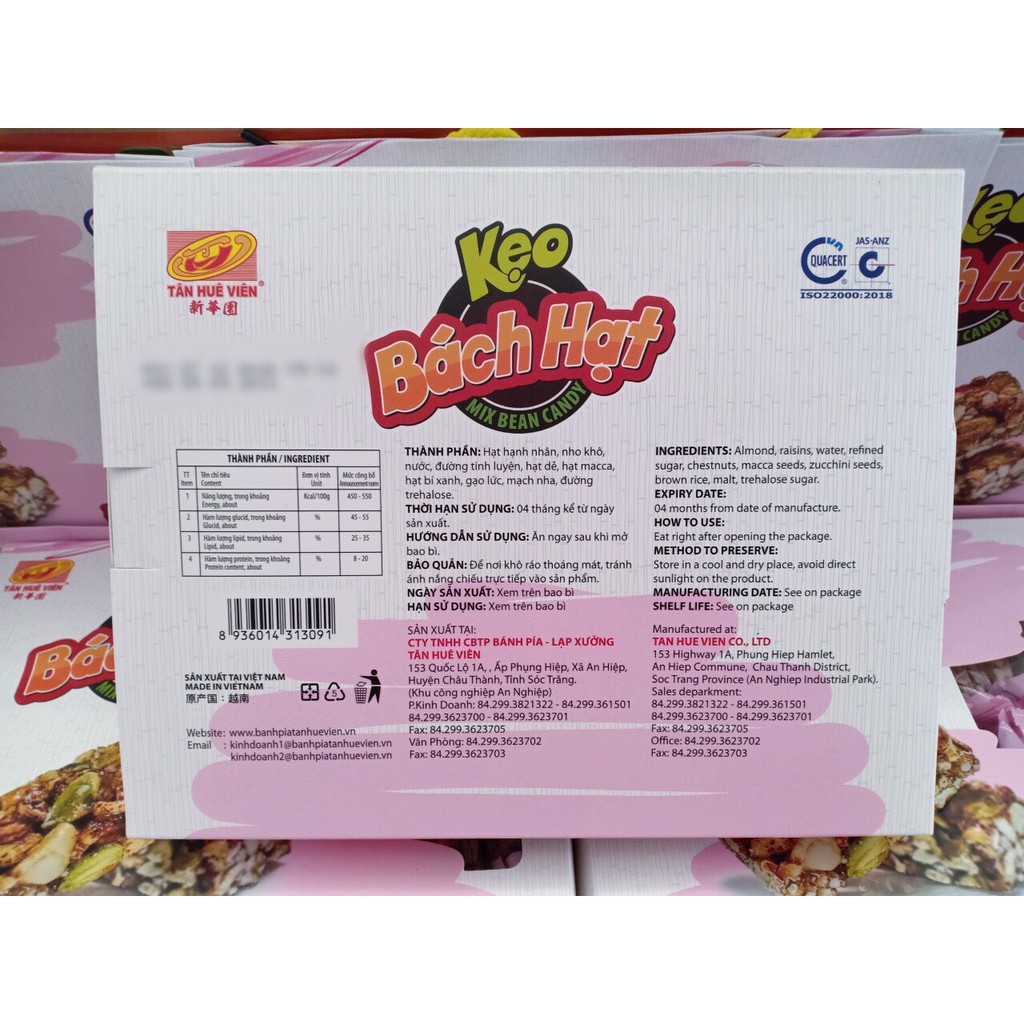 TÂN HUÊ VIÊN®
新華園
Kẹo
Bách Hạt
MIX BEAN CANDY
QUACERT
JAS-ANZ
ISO22000:2018
THÀNH PHẦN / INGREDIENT
TT Item | Tên chỉ tiêu Content | Đơn vị tính Unit | Mức công bố Announcement num
1 | Năng lượng, trong khoảng Energy, about | Kcal/100g | 450 - 550
2 | Hàm lượng glucid, trong khoảng Glucid, about | % | 45 - 55
3 | Hàm lượng lipid, trong khoảng Lipid, about | % | 25 - 35
4 | Hàm lượng protein, trong khoảng Protein content, about | % | 8 - 20
8 936014 313091
SẢN XUẤT TẠI VIỆT NAM
MADE IN VIETNAM
原产国：越南
5
Website: www.banhpiatanhuevien.vn
Email : kinhdoanh1@banhpiatanhuevien.vn
kinhdoanh2@banhpiatanhuevien.vn
THÀNH PHẦN: Hạt hạnh nhân, nho khô,
nước, đường tinh luyện, hạt dẻ, hạt macca,
hạt bí xanh, gạo lức, mạch nha, đường
trehalose.
THỜI HẠN SỬ DỤNG: 04 tháng kể từ ngày
sản xuất.
HƯỚNG DẪN SỬ DỤNG: Ăn ngay sau khi mở
bao bì.
BẢO QUẢN: Để nơi khô ráo thoáng mát, tránh
ánh nắng chiếu trực tiếp vào sản phẩm.
NGÀY SẢN XUẤT: Xem trên bao bì
HẠN SỬ DỤNG: Xem trên bao bì
SẢN XUẤT TẠI:
CTY TNHH CBTP BÁNH PÍA - LẠP XƯỞNG
TÂN HUÊ VIÊN
153 Quốc Lộ 1A, , Ấp Phụng Hiệp, Xã An Hiệp,
Huyện Châu Thành, Tỉnh Sóc Trăng.
(Khu công nghiệp An Nghiệp)
P.Kinh Doanh: 84.299.3821322 - 84.299.361501
84.299.3623700 - 84.299.3623701
Fax: 84.299.3623705
Văn Phòng: 84.299.3623702
Fax: 84.299.3623703
INGREDIENTS: Almond, raisins, water, refined
sugar, chestnuts, macca seeds, zucchini seeds,
brown rice, malt, trehalose sugar.
EXPIRY DATE:
04 months from date of manufacture.
HOW TO USE:
Eat right after opening the package.
METHOD TO PRESERVE:
Store in a cool and dry place, avoid direct
sunlight on the product.
MANUFACTURING DATE: See on package
SHELF LIFE: See on package
Manufactured at:
TAN HUE VIEN CO., LTD
153 Highway 1A, Phung Hiep Hamlet,
An Hiep Commune, Chau Thanh District,
Soc Trang Province (An Nghiep Industrial Park).
Sales deparkment:
84.299.3821322 - 84.299.361501
84.299.3623700 - 84.299.3623701
Fax: 84.299.3623705
Office: 84.299.3623702
Fax: 84.299.3623703
TÂN HUÊ VIÊN
Bá
Kẹo
Hạ
CANDY